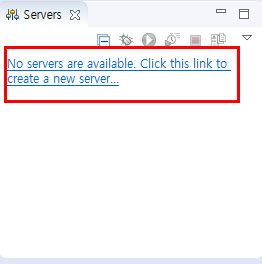 Servers
No servers are available. Click this link to
create a new server...